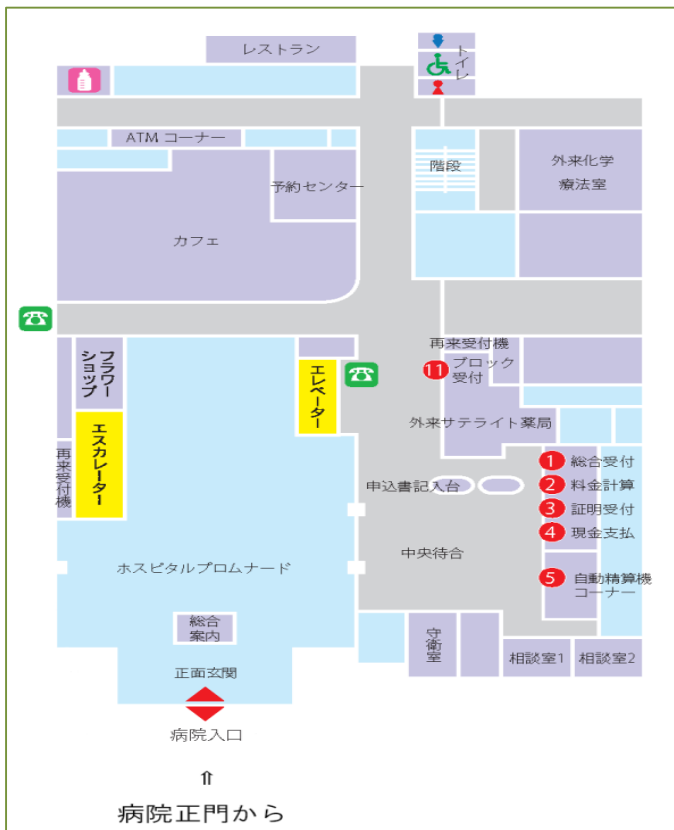 レストラン
トイレ
ATM コーナー
階段
外来化学
療法室
予約センター
カフェ
再来受付機
フラワー
ショップ
エレベーター
11 ブロック
受付
外来サテライト薬局
エスカレーター
再来受付機
1 総合受付
申込書記入台
2 料金計算
3 証明受付
4 現金支払
中央待合
ホスピタルプロムナード
5 自動精算機
コーナー
総合
案内
守衛室
相談室1
相談室2
正面玄関
病院入口
⇑
病院正門から